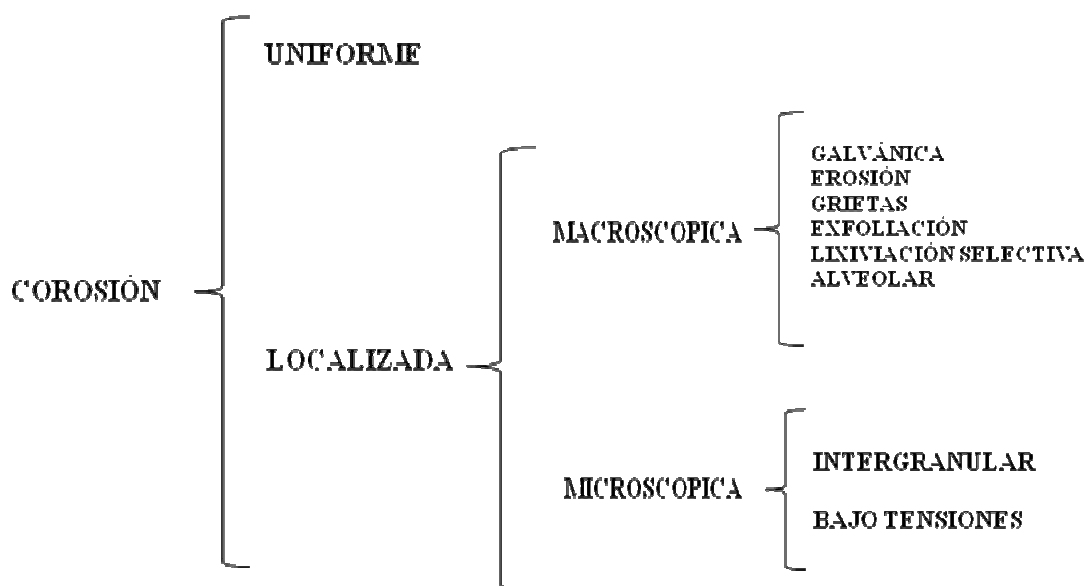 COROSIÓN
UNIFORME
LOCALIZADA
MACROSCOPICA
GALVÁNICA
EROSIÓN
GRIETAS
EXFOLIACIÓN
LIXIVIACIÓN SELECTIVA
ALVEOLAR
MICROSCOPICA
INTERGRANULAR
BAJO TENSIONES